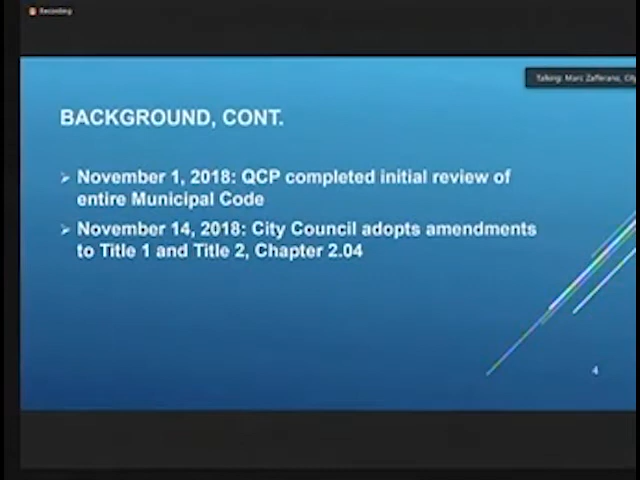 Recording
Talking: Marc Zafferano, City
BACKGROUND, CONT.
November 1, 2018: QCP completed initial review of
entire Municipal Code
November 14, 2018: City Council adopts amendments
to Title 1 and Title 2, Chapter 2.04
4